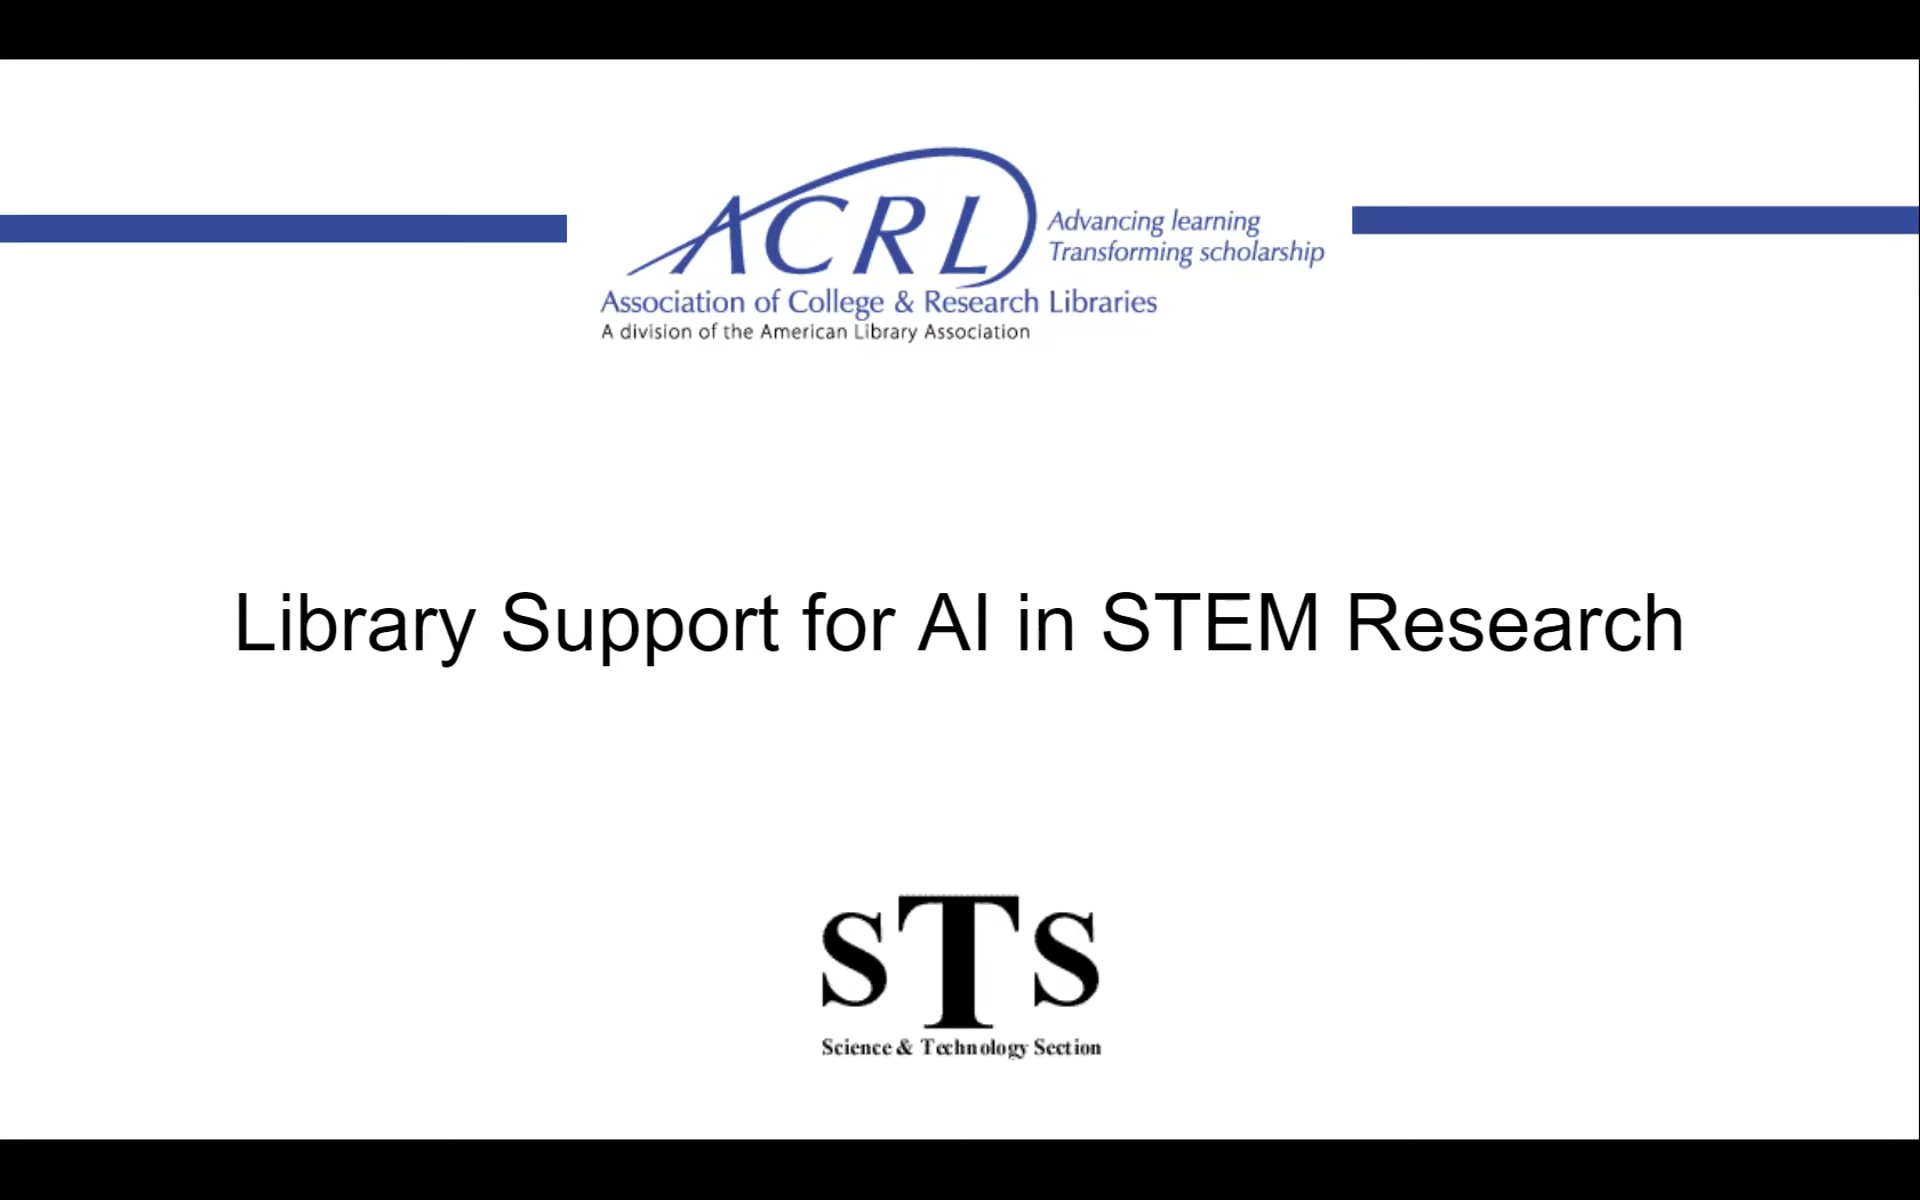 ACRL
Advancing learning
Transforming scholarship
Association of College & Research Libraries
A division of the American Library Association
Library Support for AI in STEM Research
STS
Science & Technology Section